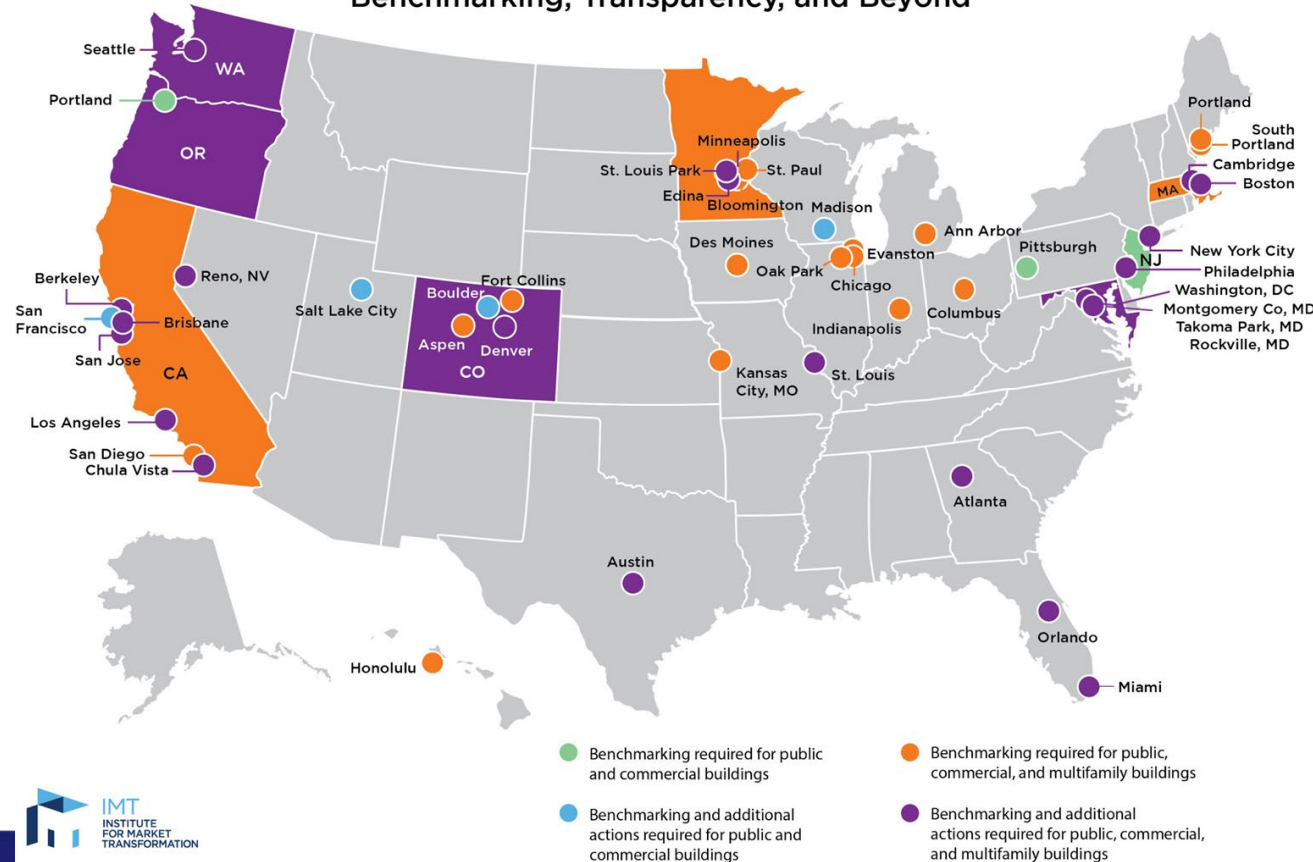 Benchmarking, Transparency, and Beyond
Seattle
WA
Portland
OR
Berkeley
San
Francisco
Brisbane
San Jose
CA
Los Angeles
San Diego
Chula Vista
Reno, NV
Salt Lake City
Boulder
Fort Collins
Aspen
Denver
CO
Minneapolis
St. Louis Park
St. Paul
Edina
Bloomington
Madison
Des Moines
Oak Park
Evanston
Chicago
Ann Arbor
Indianapolis
Columbus
Kansas
City, MO
St. Louis
Pittsburgh
Portland
South
Portland
Cambridge
MA
Boston
New York City
NJ
Philadelphia
Washington, DC
Montgomery Co, MD
Takoma Park, MD
Rockville, MD
Atlanta
Austin
Orlando
Miami
Honolulu
Benchmarking required for public
and commercial buildings
Benchmarking and additional
actions required for public and
commercial buildings
Benchmarking required for public,
commercial, and multifamily buildings
Benchmarking and additional
actions required for public, commercial,
and multifamily buildings
IMT
INSTITUTE
FOR MARKET
TRANSFORMATION